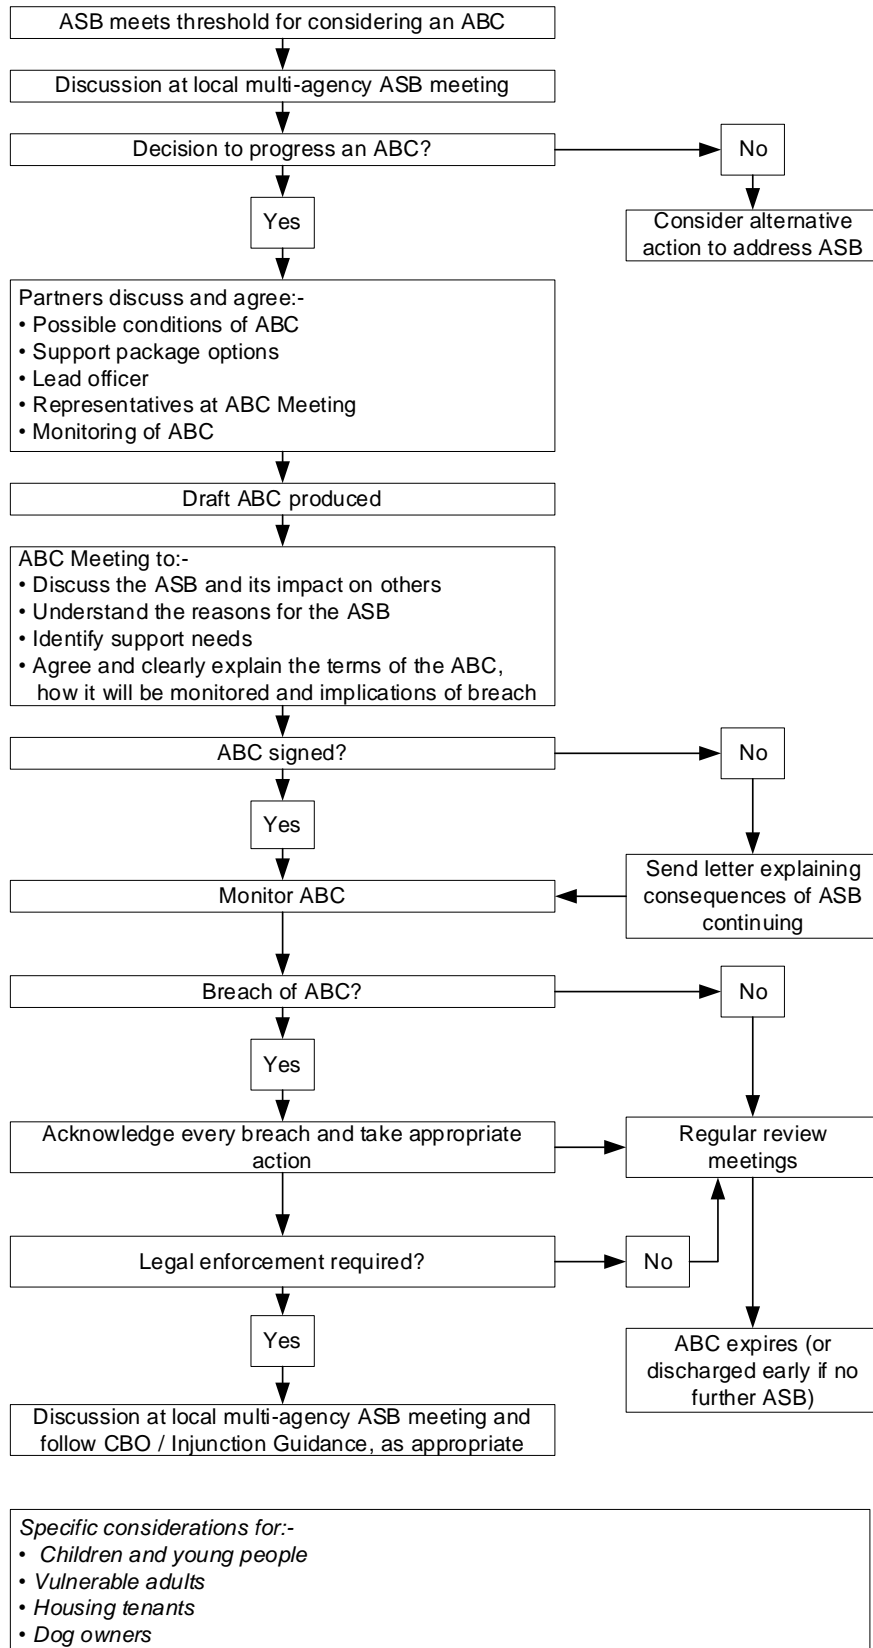 ASB meets threshold for considering an ABC
Discussion at local multi-agency ASB meeting
Decision to progress an ABC?
No
Yes
Consider alternative
action to address ASB
Partners discuss and agree:-
• Possible conditions of ABC
• Support package options
• Lead officer
• Representatives at ABC Meeting
• Monitoring of ABC
Draft ABC produced
ABC Meeting to:-
• Discuss the ASB and its impact on others
• Understand the reasons for the ASB
• Identify support needs
• Agree and clearly explain the terms of the ABC,
how it will be monitored and implications of breach
ABC signed?
No
Yes
Send letter explaining
consequences of ASB
continuing
Monitor ABC
Breach of ABC?
No
Yes
Acknowledge every breach and take appropriate
action
Regular review
meetings
Legal enforcement required?
No
Yes
ABC expires (or
discharged early if no
further ASB)
Discussion at local multi-agency ASB meeting and
follow CBO / Injunction Guidance, as appropriate
Specific considerations for:-
• Children and young people
• Vulnerable adults
• Housing tenants
• Dog owners